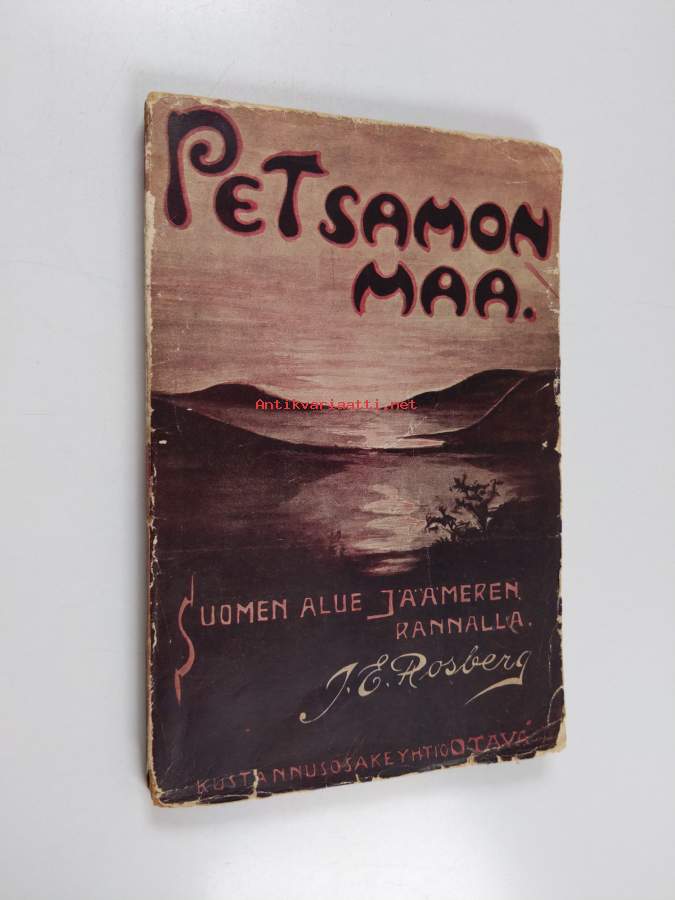 PETSAMON
MAA.
Antikvariaatti.net
SUOMEN ALUE JÄÄMEREN
RANNALLA.
J. E. Rosberg
KUSTANNUSOSAKEYHTIÖ OTAVA